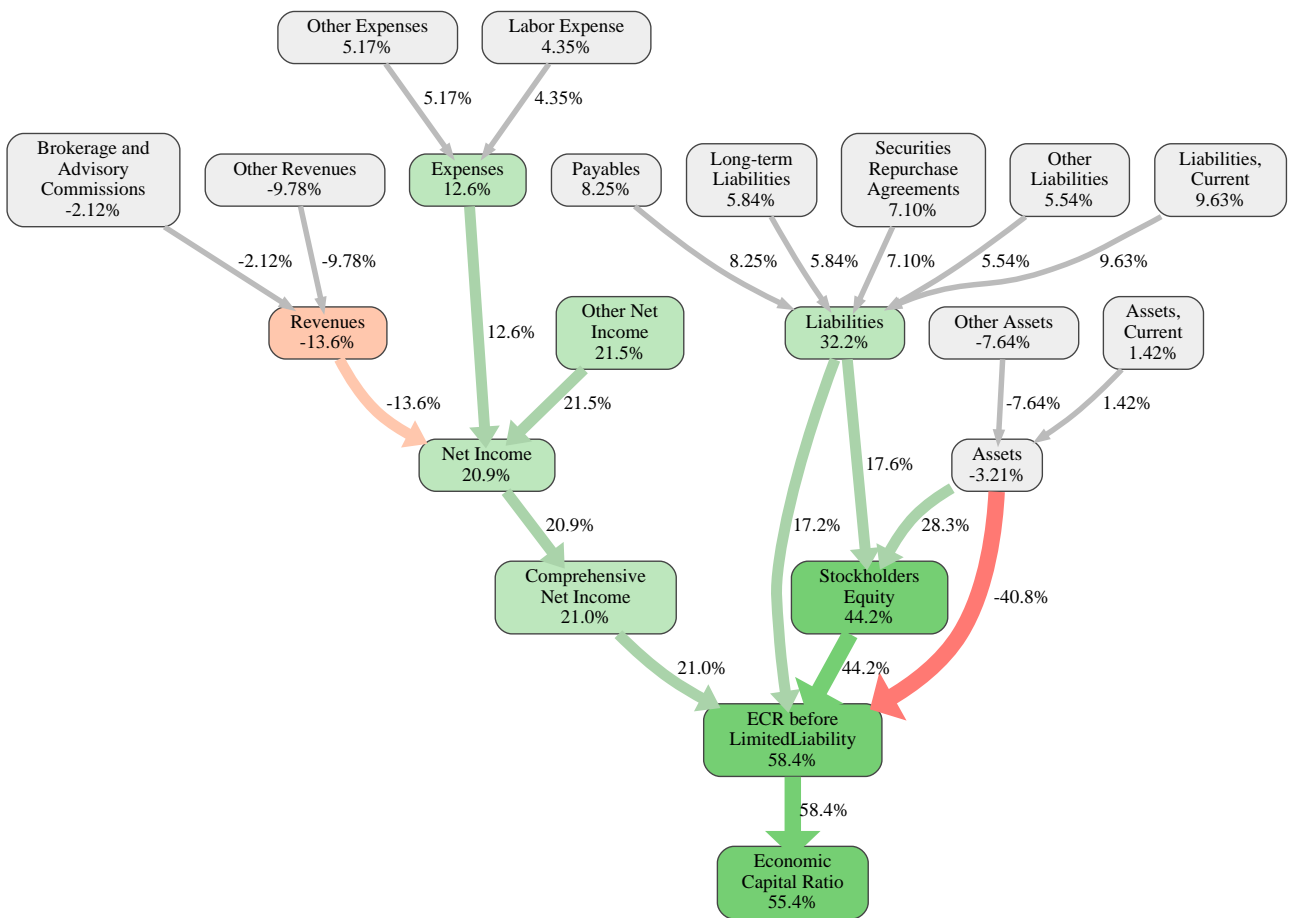 Other Expenses
5.17%
Labor Expense
4.35%
5.17%
4.35%
Brokerage and
Advisory
Commissions
-2.12%
Other Revenues
-9.78%
Expenses
12.6%
Payables
8.25%
Long-term
Liabilities
5.84%
Securities
Repurchase
Agreements
7.10%
Other
Liabilities
5.54%
Liabilities,
Current
9.63%
-2.12%
-9.78%
8.25%
5.84%
7.10%
5.54%
9.63%
Revenues
-13.6%
12.6%
Other Net
Income
21.5%
Liabilities
32.2%
Other Assets
-7.64%
Assets,
Current
1.42%
-13.6%
21.5%
-7.64%
1.42%
Net Income
20.9%
17.6%
Assets
-3.21%
20.9%
17.2%
28.3%
Comprehensive
Net Income
21.0%
Stockholders
Equity
44.2%
-40.8%
21.0%
44.2%
ECR before
LimitedLiability
58.4%
58.4%
Economic
Capital Ratio
55.4%